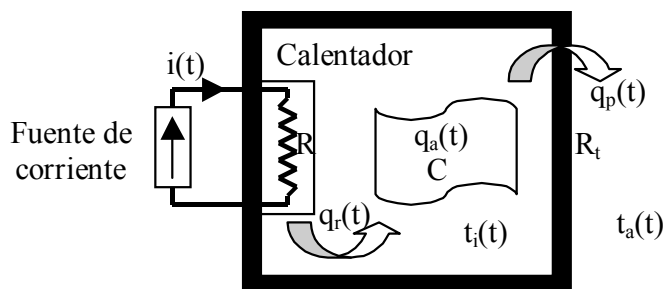 Calentador
i(t)
Fuente de
corriente
R
q_r(t)
q_a(t)
C
t_i(t)
q_p(t)
R_t
t_a(t)